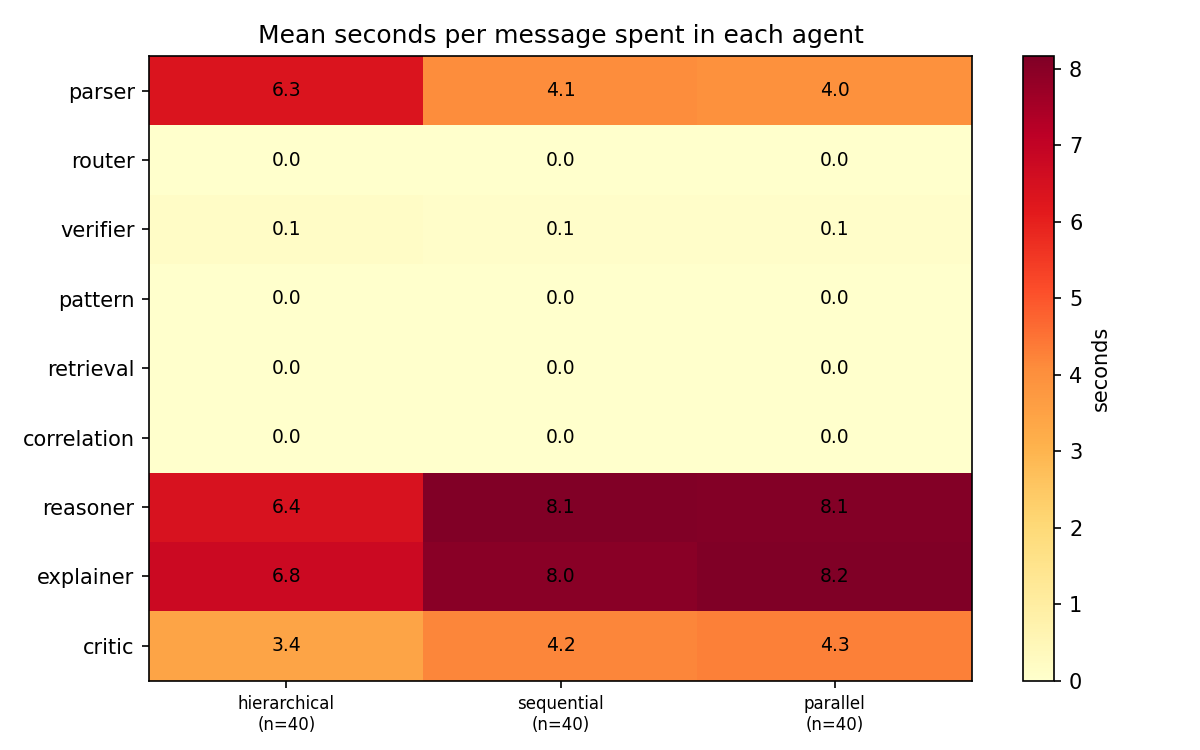 Mean seconds per message spent in each agent
parser 6.3 4.1 4.0
router 0.0 0.0 0.0
verifier 0.1 0.1 0.1
pattern 0.0 0.0 0.0
retrieval 0.0 0.0 0.0
correlation 0.0 0.0 0.0
reasoner 6.4 8.1 8.1
explainer 6.8 8.0 8.2
critic 3.4 4.2 4.3
hierarchical sequential parallel
(n=40) (n=40) (n=40)
8
7
6
5
4
3
2
1
0
seconds